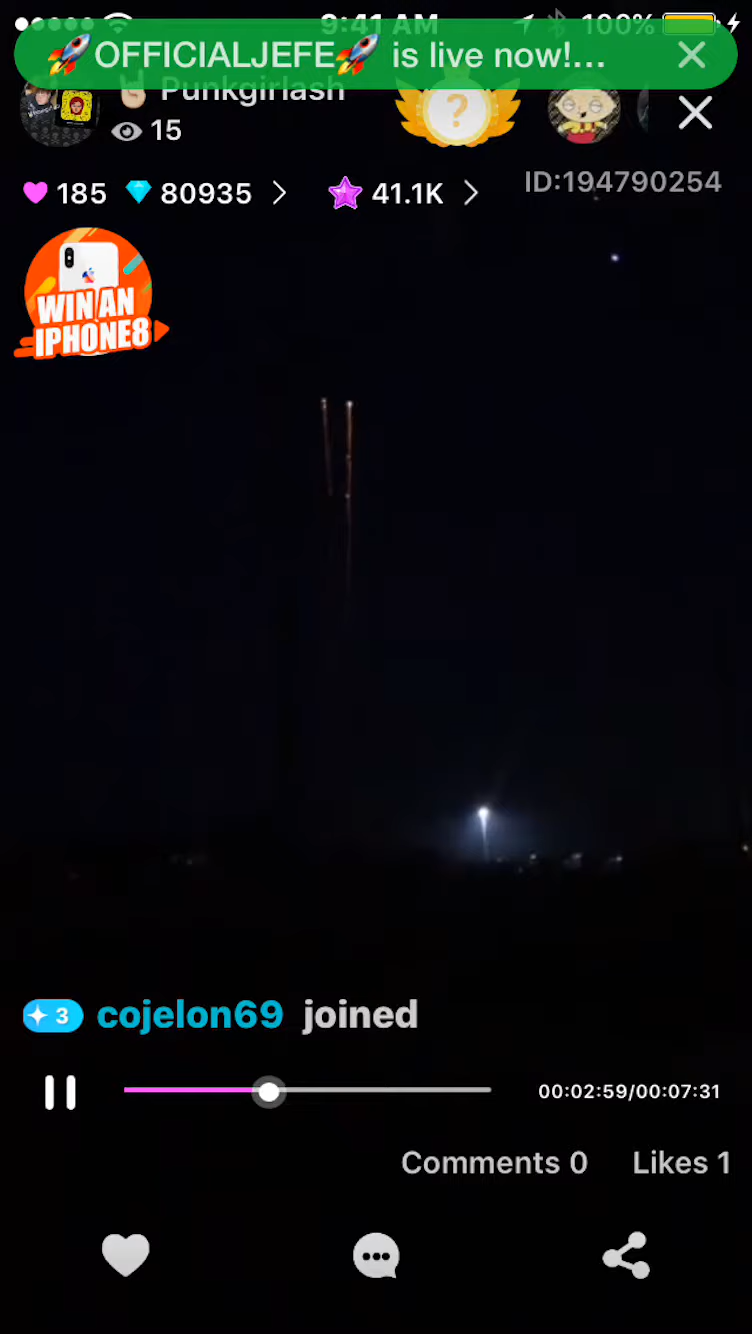 9:41 AM 100%
🚀OFFICIALJEFE🚀 is live now!...
Punkgirlash
15
?
185 80935 41.1K ID:194790254
WIN AN
IPHONE8
3 cojelon69 joined
00:02:59/00:07:31
Comments 0 Likes 1